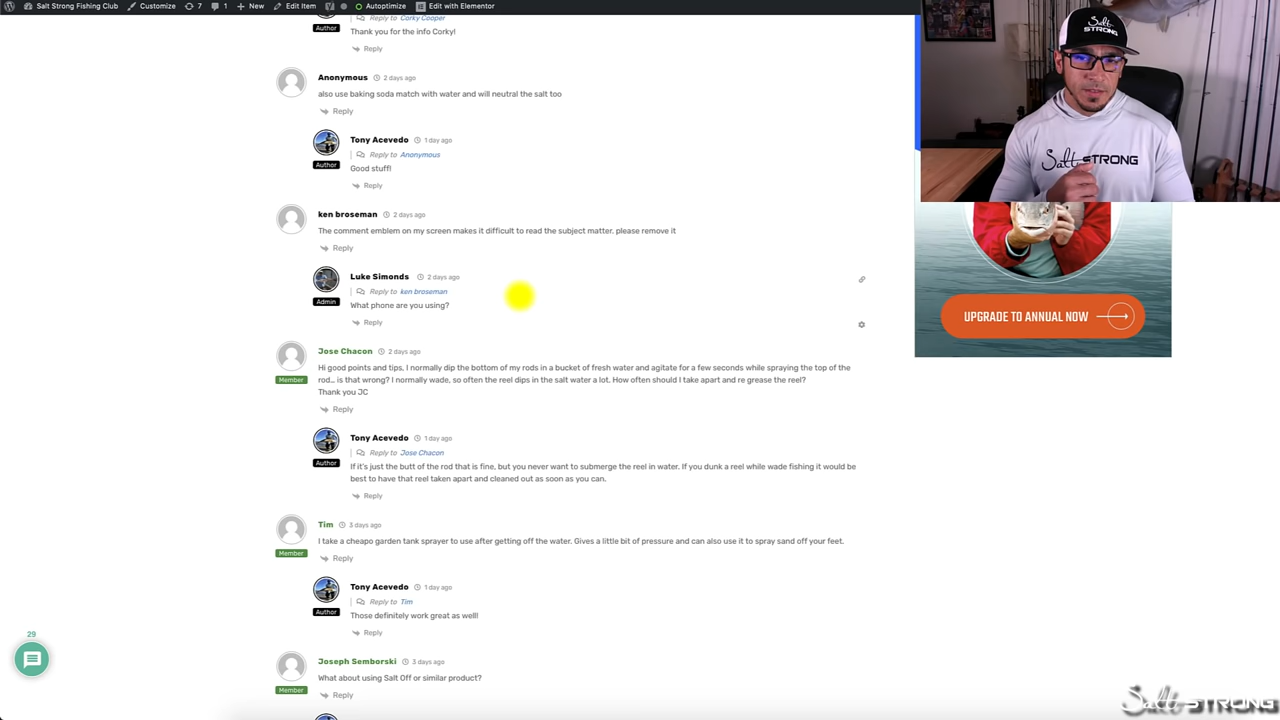 Salt Strong Fishing Club
Customize
7
1
New
Edit Item
Autoptimize
Edit with Elementor
Author
Reply to Corky Cooper
Thank you for the info Corky!
Reply
Anonymous 2 days ago
also use baking soda match with water and will neutral the salt too
Reply
Tony Acevedo 1 day ago
Author
Reply to Anonymous
Good stuff!
Reply
ken broseman 2 days ago
The comment emblem on my screen makes it difficult to read the subject matter. please remove it
Reply
Luke Simonds 2 days ago
Admin
Reply to ken broseman
What phone are you using?
Reply
Jose Chacon 2 days ago
Member
Hi good points and tips, I normally dip the bottom of my rods in a bucket of fresh water and agitate for a few seconds while spraying the top of the
rod... is that wrong? I normally wade, so often the reel dips in the salt water a lot. How often should I take apart and re grease the reel?
Thank you JC
Reply
Tony Acevedo 1 day ago
Author
Reply to Jose Chacon
If it's just the butt of the rod that is fine, but you never want to submerge the reel in water. If you dunk a reel while wade fishing it would be
best to have that reel taken apart and cleaned out as soon as you can.
Reply
Tim 3 days ago
Member
I take a cheapo garden tank sprayer to use after getting off the water. Gives a little bit of pressure and can also use it to spray sand off your feet.
Reply
Tony Acevedo 1 day ago
Author
Reply to Tim
Those definitely work great as well!
Reply
Joseph Semborski 3 days ago
Member
What about using Salt Off or similar product?
Reply
29
SALT
STRONG
Salt STRONG
UPGRADE TO ANNUAL NOW
Salt STRONG